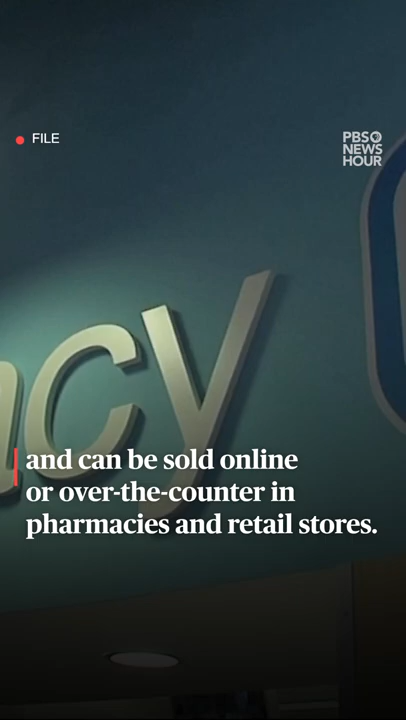 FILE
PBS
NEWS
HOUR
acy
and can be sold online
or over-the-counter in
pharmacies and retail stores.